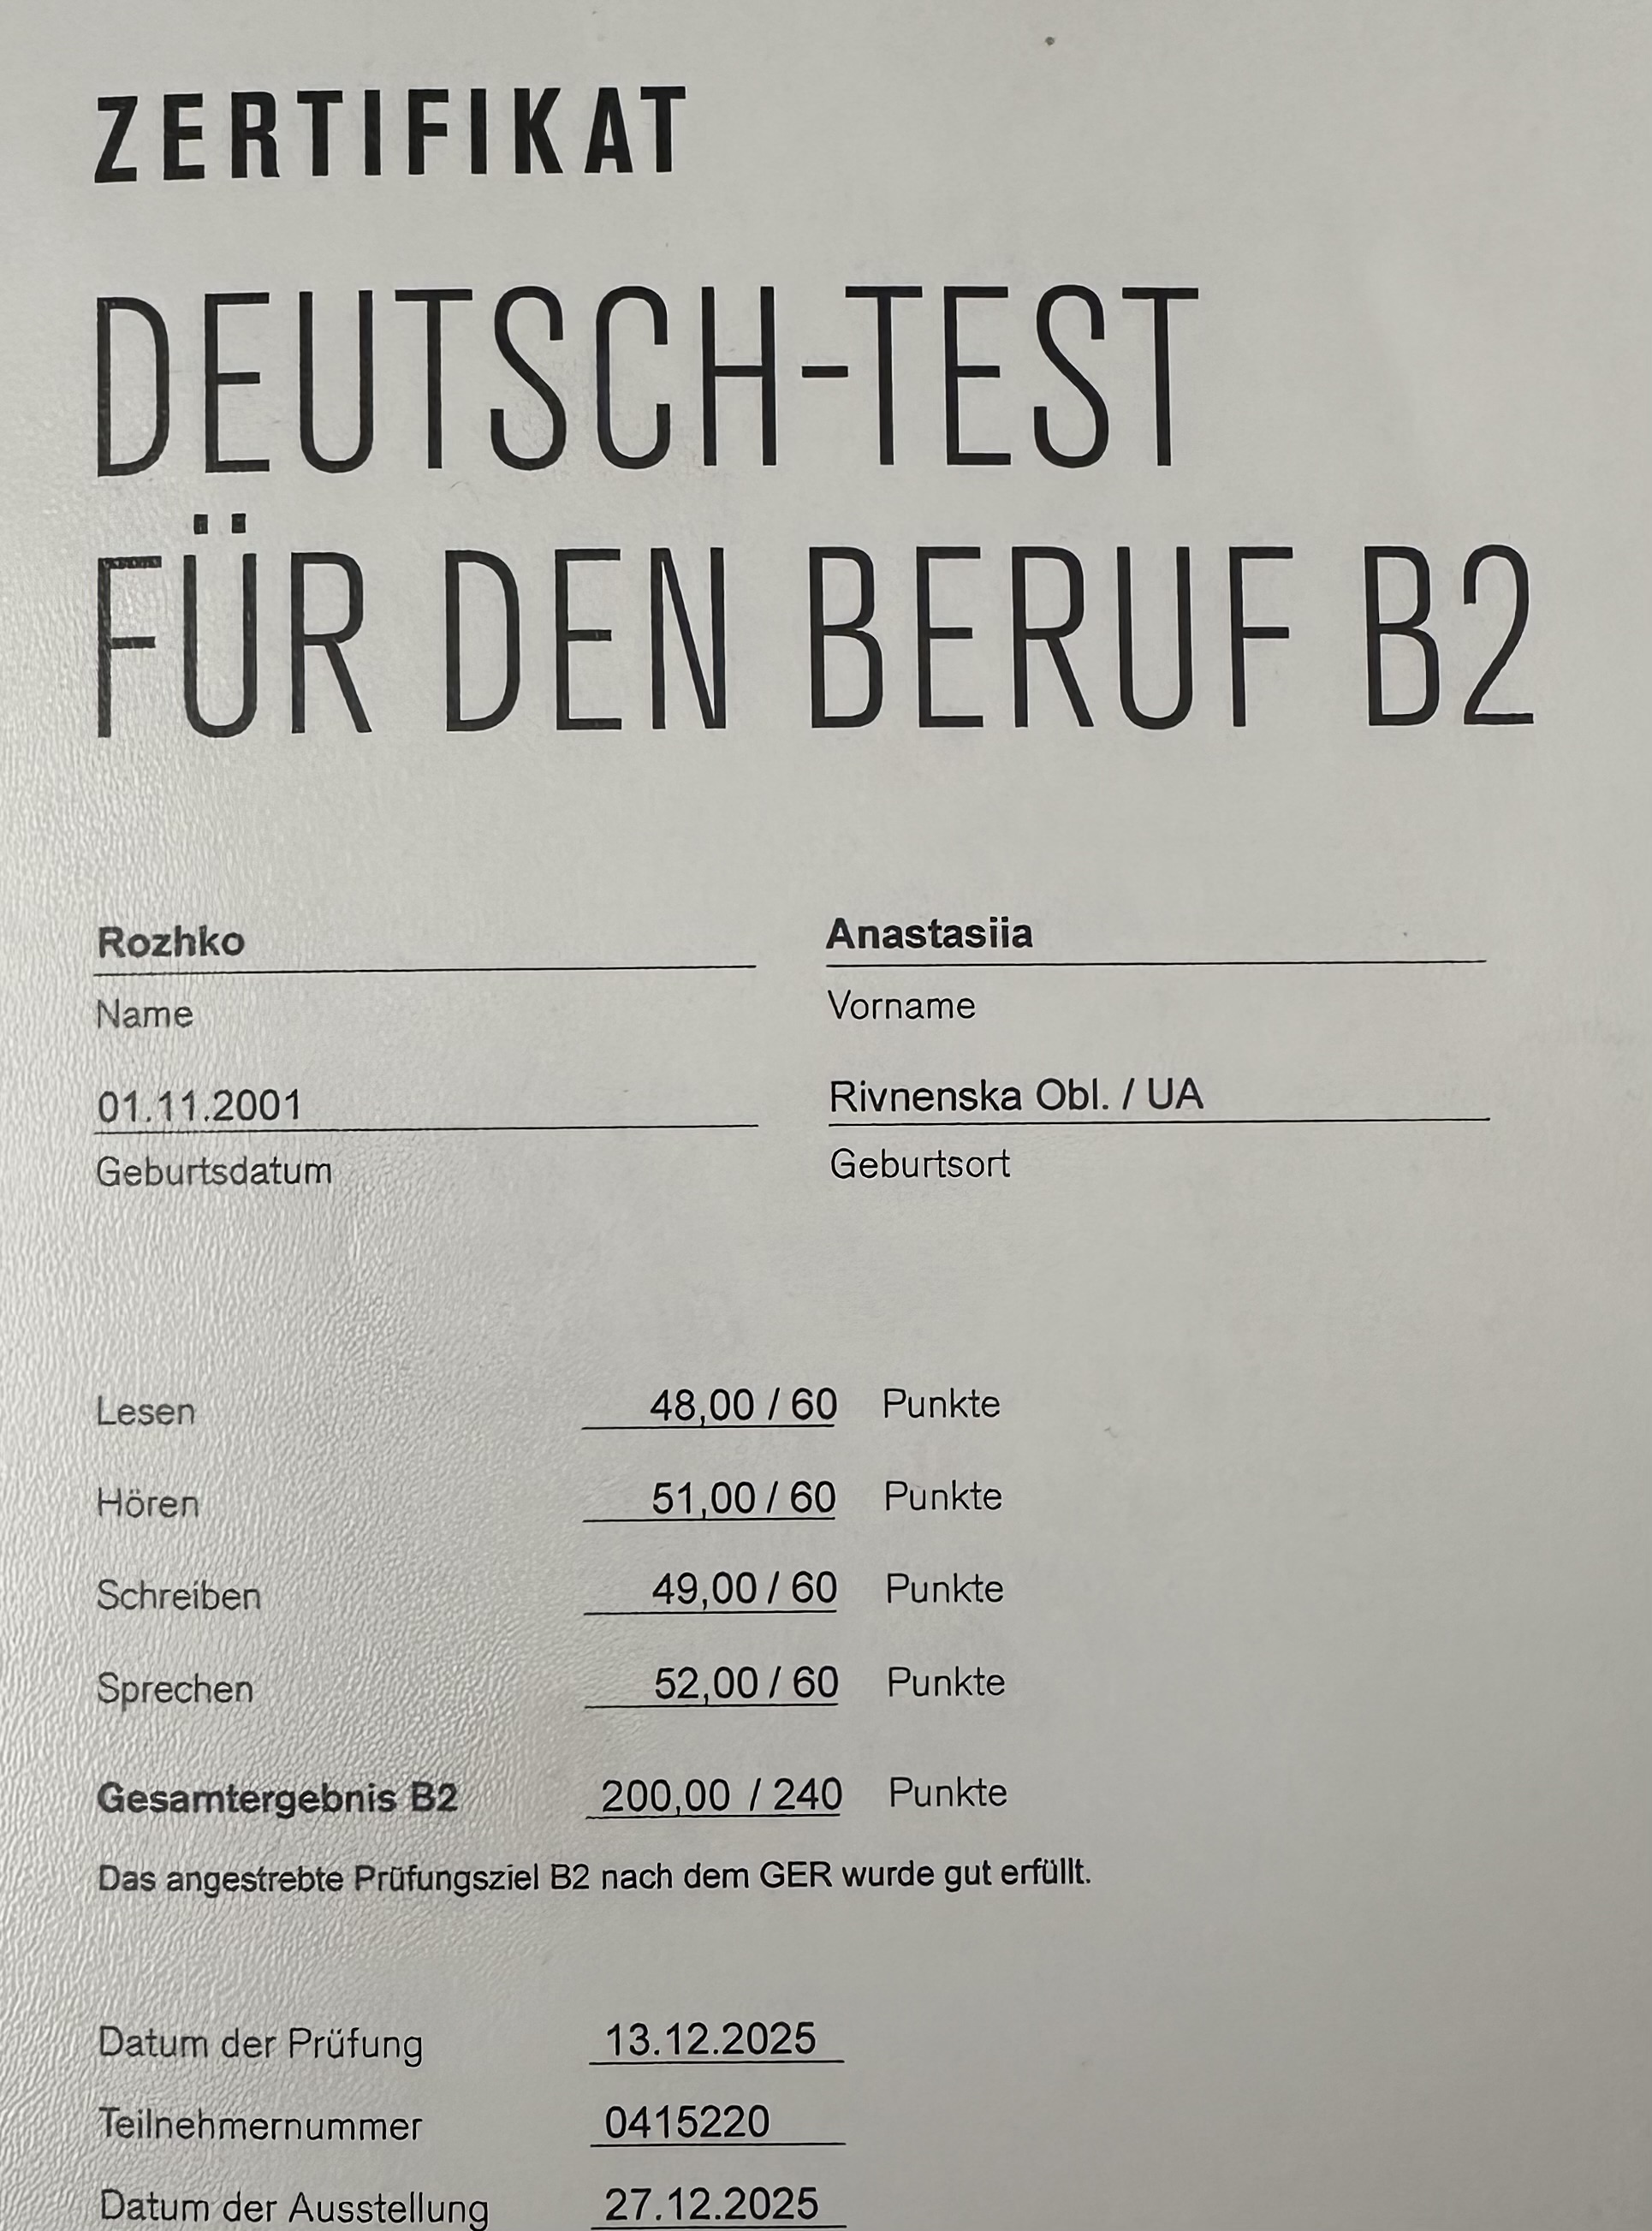 ZERTIFIKAT
DEUTSCH-TEST
FÜR DEN BERUF B2
Rozhko Anastasiia
Name Vorname
01.11.2001 Rivnenska Obl. / UA
Geburtsdatum Geburtsort
Lesen 48,00 / 60 Punkte
Hören 51,00 / 60 Punkte
Schreiben 49,00 / 60 Punkte
Sprechen 52,00 / 60 Punkte
Gesamtergebnis B2 200,00 / 240 Punkte
Das angestrebte Prüfungsziel B2 nach dem GER wurde gut erfüllt.
Datum der Prüfung 13.12.2025
Teilnehmernummer 0415220
Datum der Ausstellung 27.12.2025